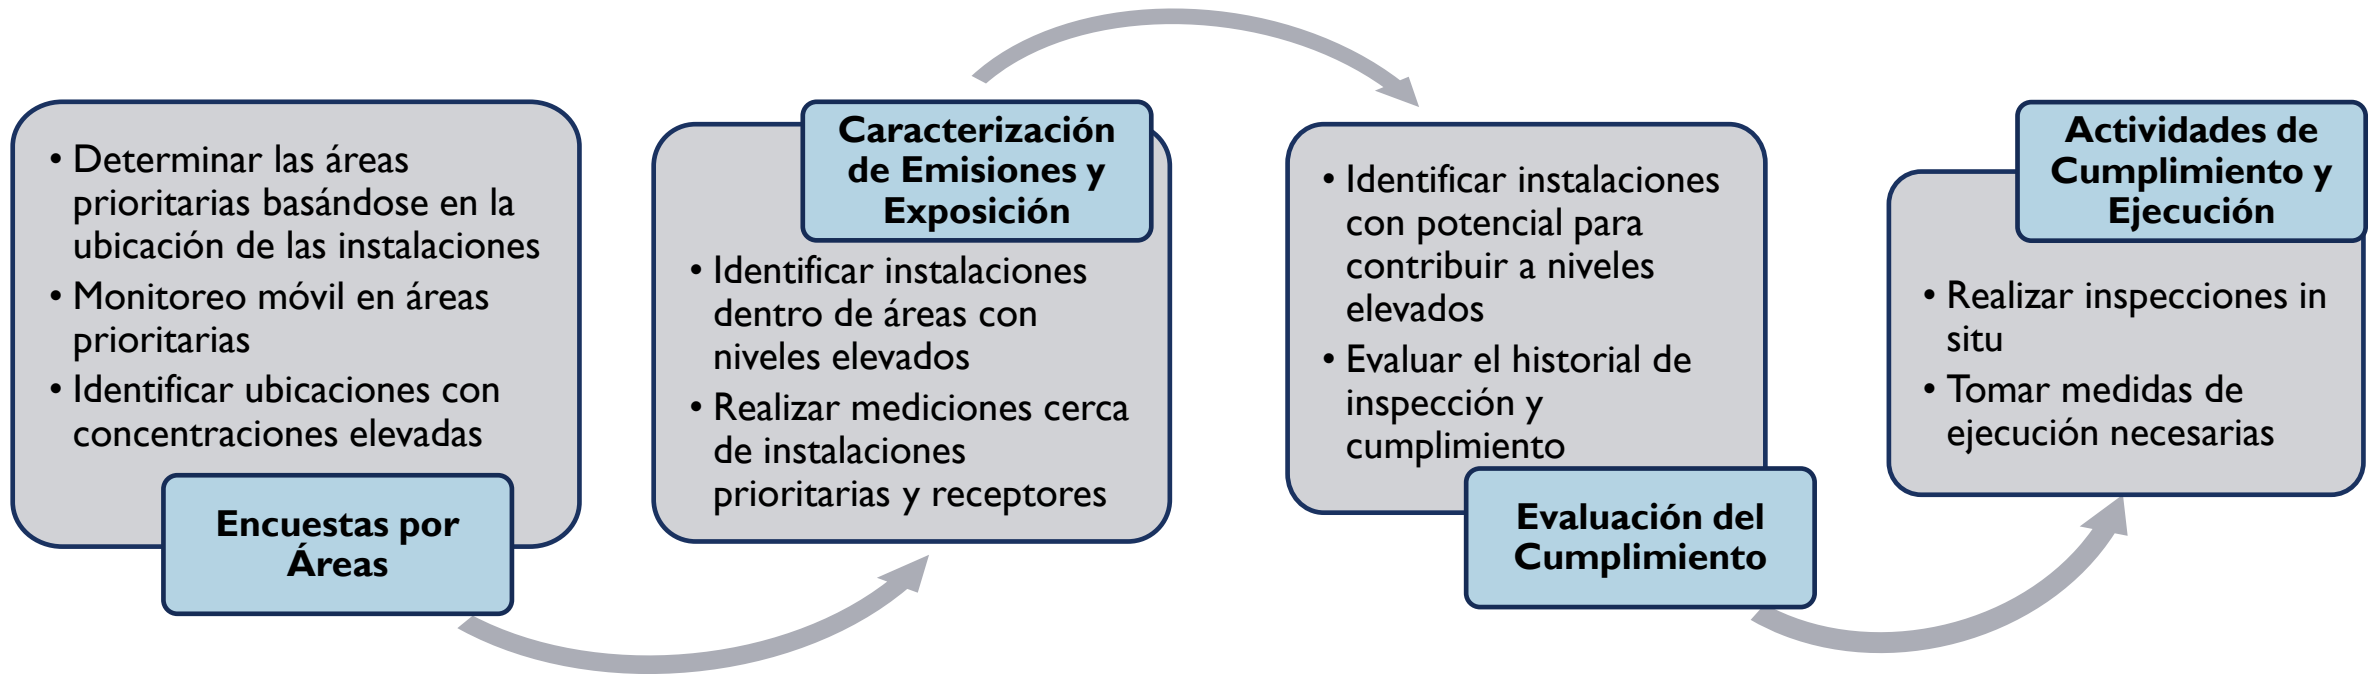 • Determinar las áreas
prioritarias basándose en la
ubicación de las instalaciones
• Monitoreo móvil en áreas
prioritarias
• Identificar ubicaciones con
concentraciones elevadas
Encuestas por
Áreas
Caracterización
de Emisiones y
Exposición
• Identificar instalaciones
dentro de áreas con
niveles elevados
• Realizar mediciones cerca
de instalaciones
prioritarias y receptores
• Identificar instalaciones
con potencial para
contribuir a niveles
elevados
• Evaluar el historial de
inspección y
cumplimiento
Evaluación del
Cumplimiento
Actividades de
Cumplimiento y
Ejecución
• Realizar inspecciones in
situ
• Tomar medidas de
ejecución necesarias